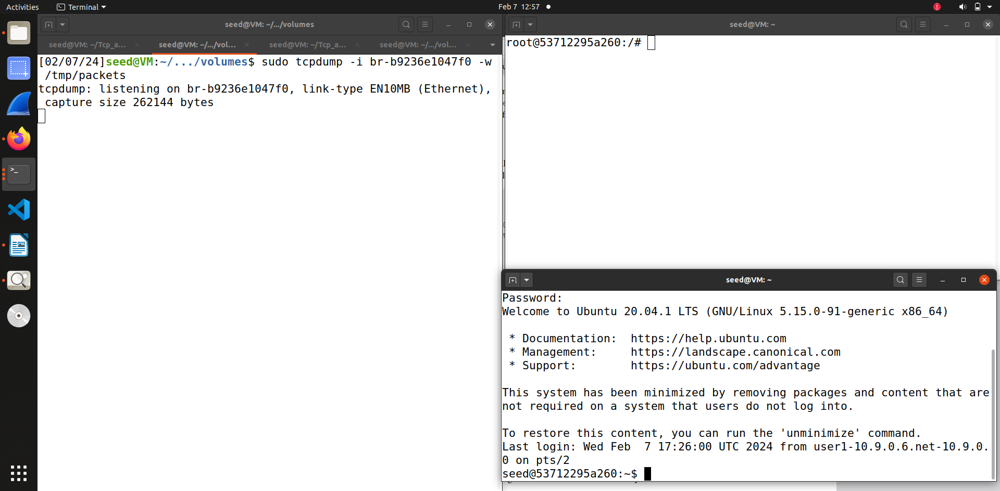 Activities
Terminal
Feb 7 12:57
seed@VM: ~/.../volumes
seed@VM: ~/Tcp_a...
seed@VM: ~/.../vol...
seed@VM: ~/Tcp_a...
seed@VM: ~/.../vol...
[02/07/24]seed@VM:~/.../volumes$ sudo tcpdump -i br-b9236e1047f0 -w
/tmp/packets
tcpdump: listening on br-b9236e1047f0, link-type EN10MB (Ethernet),
capture size 262144 bytes
seed@VM: ~
root@53712295a260:/#
seed@VM: ~
Password:
Welcome to Ubuntu 20.04.1 LTS (GNU/Linux 5.15.0-91-generic x86_64)
* Documentation:  https://help.ubuntu.com
* Management:     https://landscape.canonical.com
* Support:        https://ubuntu.com/advantage
This system has been minimized by removing packages and content that are
not required on a system that users do not log into.
To restore this content, you can run the 'unminimize' command.
Last login: Wed Feb  7 17:26:00 UTC 2024 from user1-10.9.0.6.net-10.9.0.
0 on pts/2
seed@53712295a260:~$